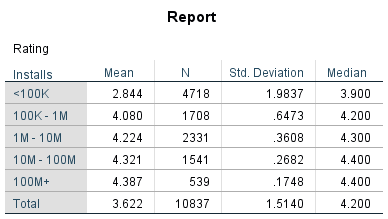 Report
Rating
Installs Mean N Std. Deviation Median
<100K 2.844 4718 1.9837 3.900
100K - 1M 4.080 1708 .6473 4.200
1M - 10M 4.224 2331 .3608 4.300
10M - 100M 4.321 1541 .2682 4.400
100M+ 4.387 539 .1748 4.400
Total 3.622 10837 1.5140 4.200